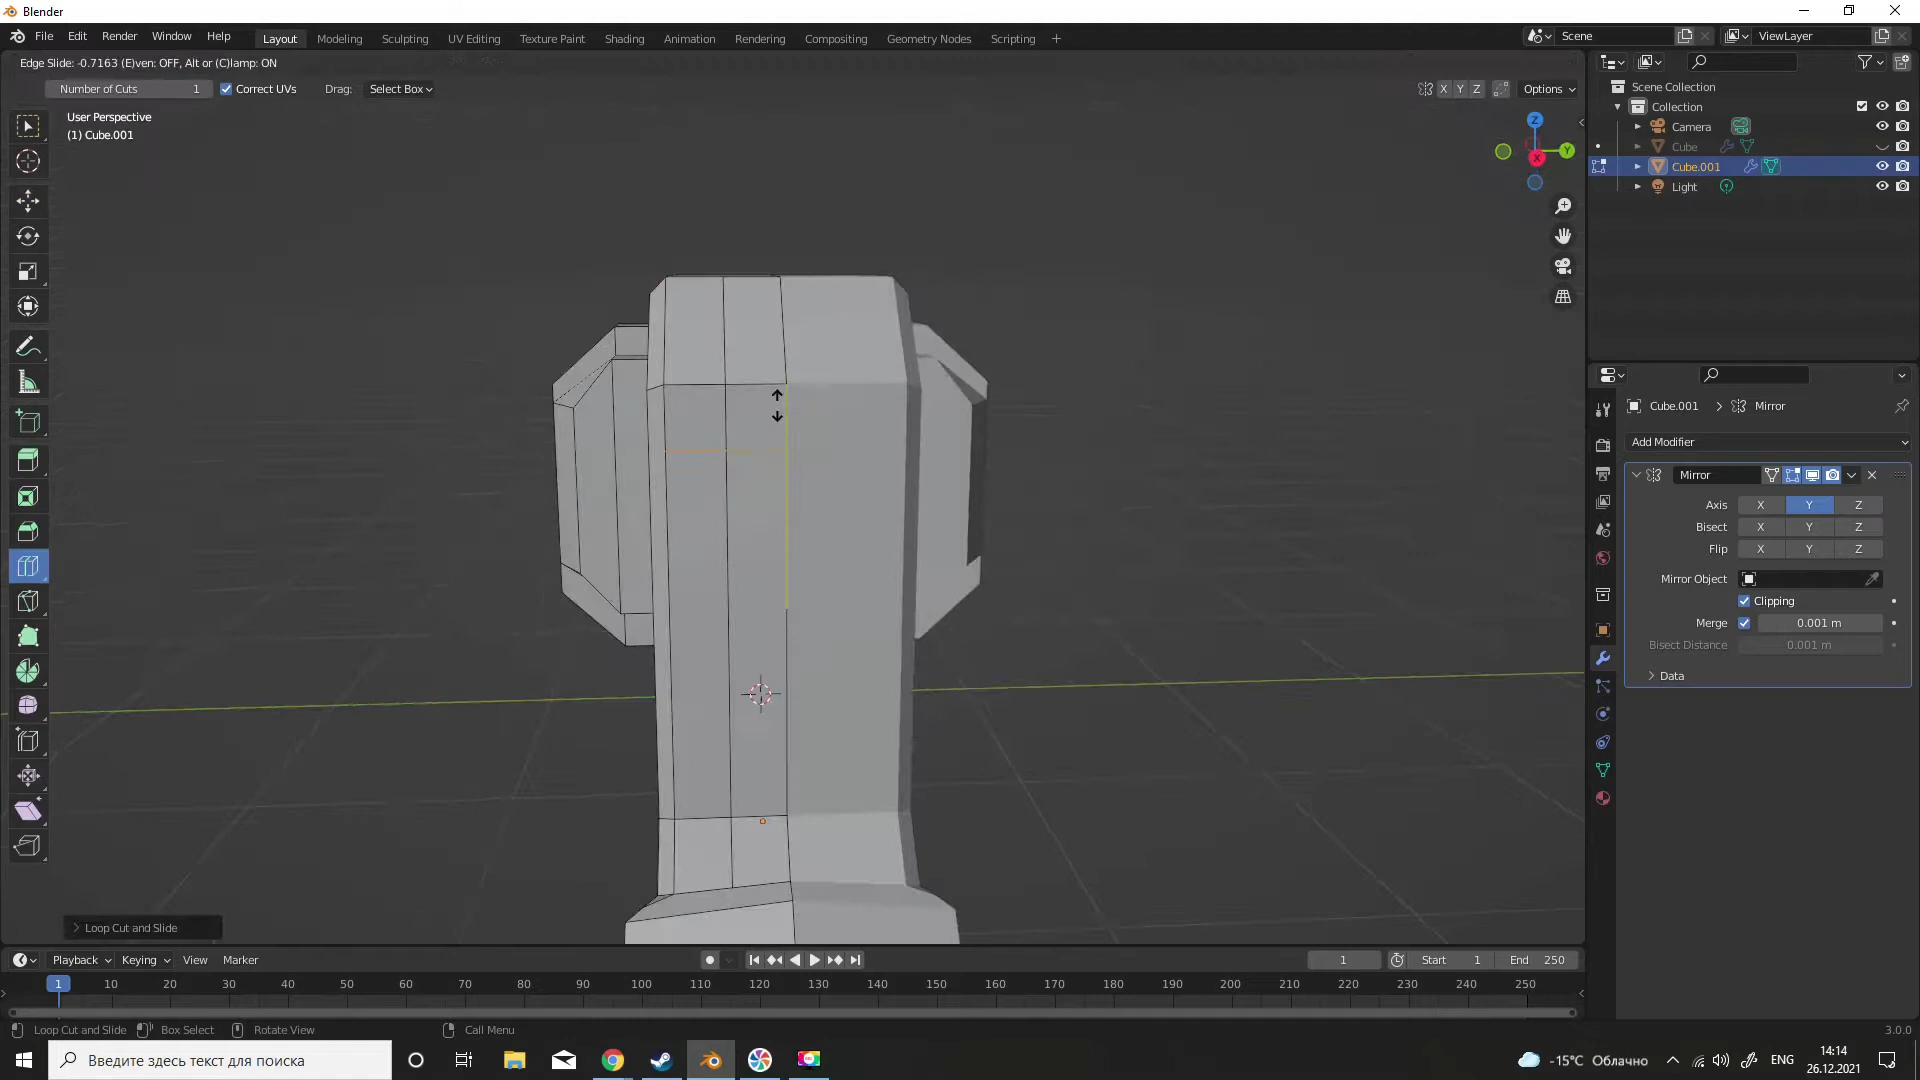 Blender
File Edit Render Window Help Layout Modeling Sculpting UV Editing Texture Paint Shading Animation Rendering Compositing Geometry Nodes Scripting + Scene ViewLayer
Edge Slide: -0.7163 (E)ven: OFF, Alt or (C)lamp: ON
Number of Cuts 1 Correct UVs Drag: Select Box X Y Z Options
User Perspective
(1) Cube.001
Z
Y
X
Scene Collection
Collection
Camera
Cube
Cube.001
Light
Cube.001 > Mirror
Add Modifier
Mirror
Axis X Y Z
Bisect X Y Z
Flip X Y Z
Mirror Object
Clipping
Merge 0.001 m
Bisect Distance 0.001 m
Data
Loop Cut and Slide
Playback Keying View Marker 1 Start 1 End 250
1 10 20 30 40 50 60 70 80 90 100 110 120 130 140 150 160 170 180 190 200 210 220 230 240 250
Loop Cut and Slide Box Select Rotate View Call Menu 3.0.0
Введите здесь текст для поиска
-15°C Облачно ENG 14:14
26.12.2021